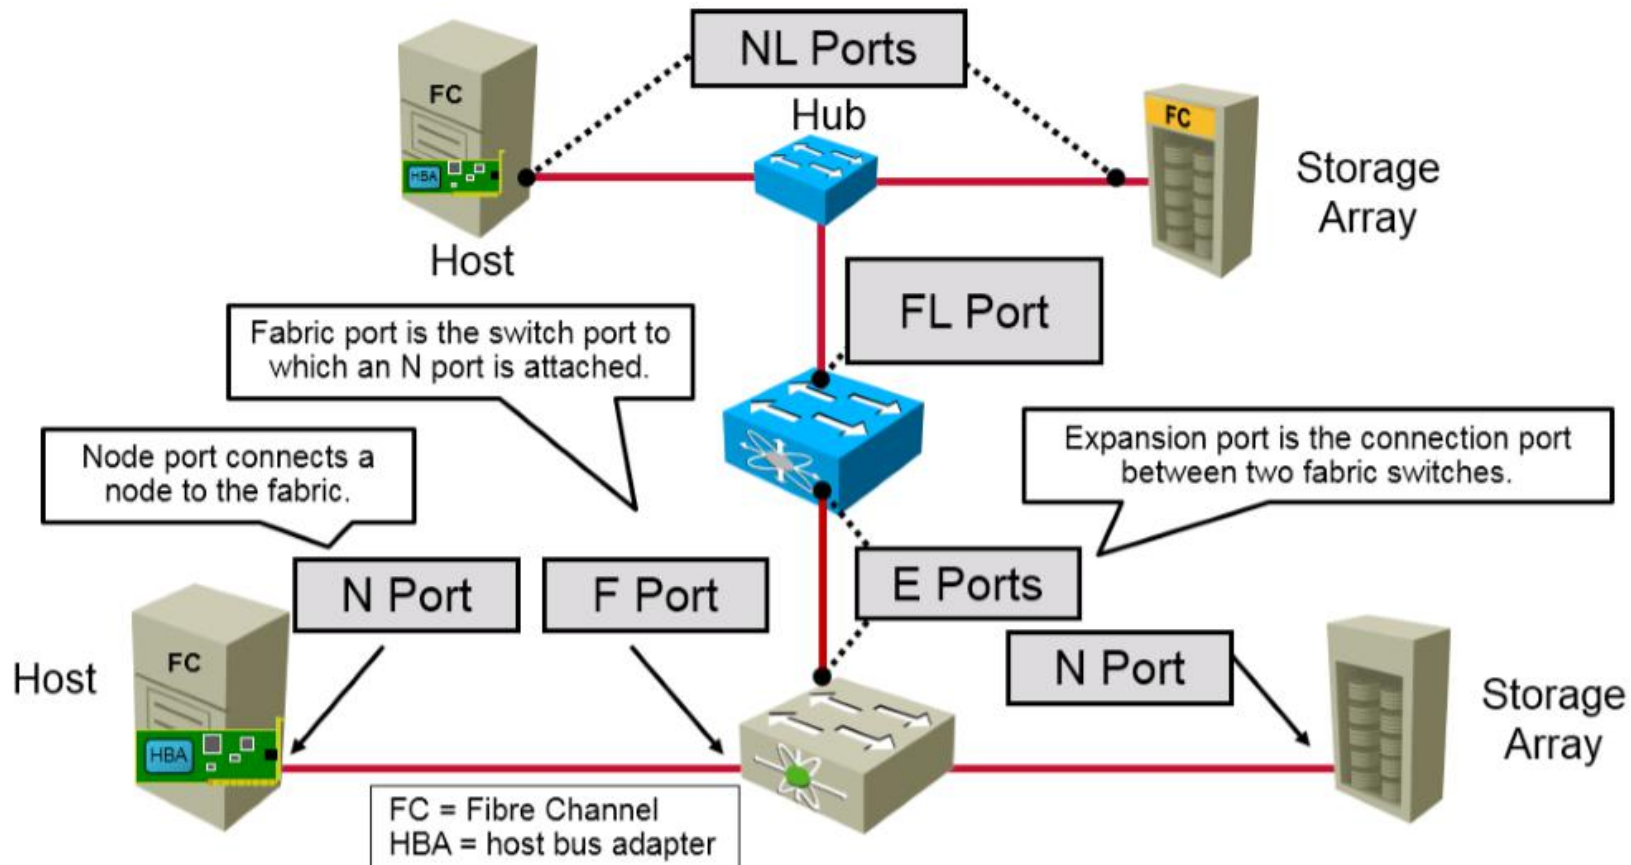 NL Ports
FC
Hub
FC
HBA
Storage
Array
Host
FL Port
Fabric port is the switch port to
which an N port is attached.
Expansion port is the connection port
between two fabric switches.
Node port connects a
node to the fabric.
N Port
F Port
E Ports
N Port
FC
Host
HBA
Storage
Array
FC = Fibre Channel
HBA = host bus adapter